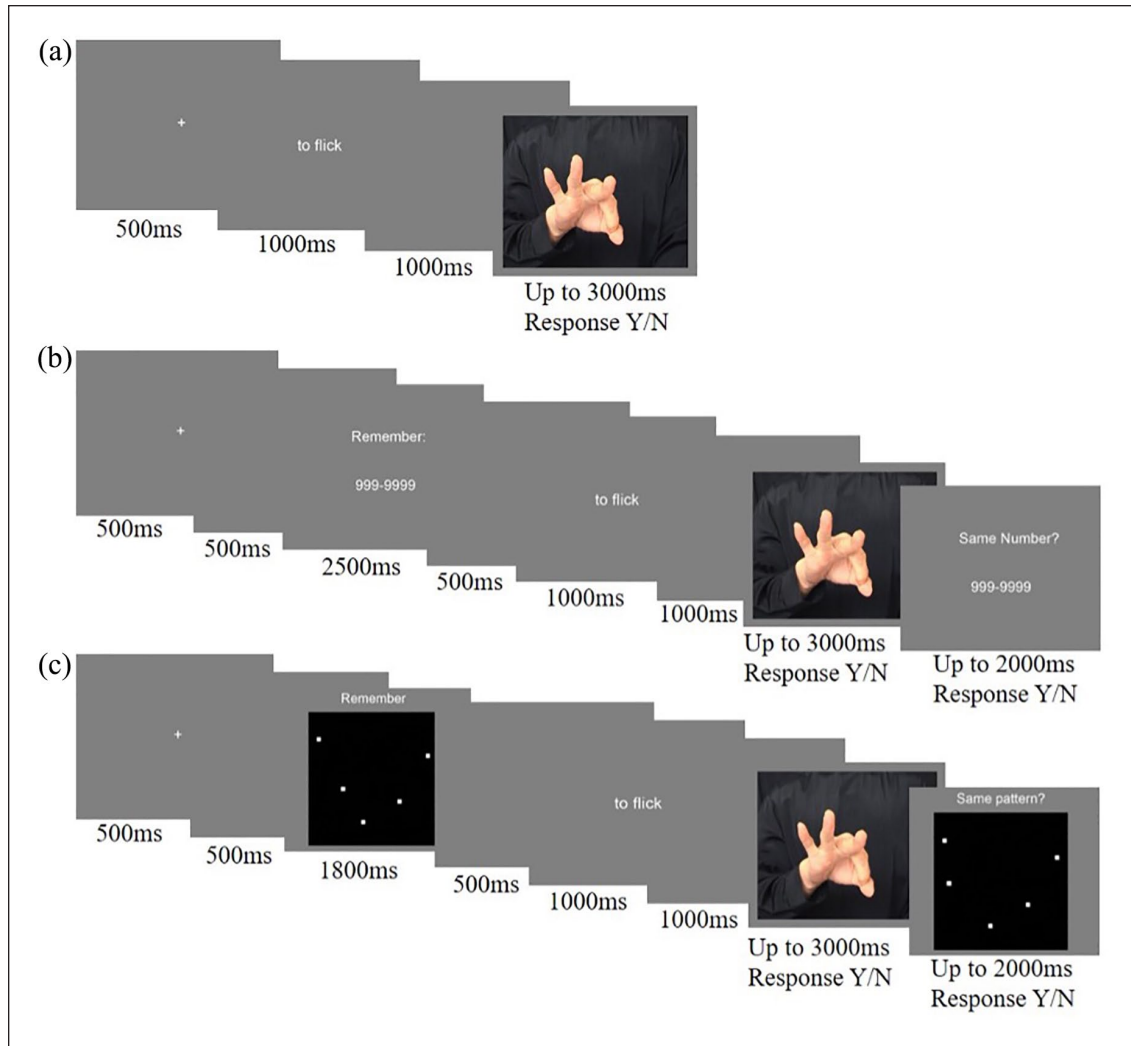 (a)
to flick
500ms
1000ms
1000ms
Up to 3000ms
Response Y/N
(b)
Remember:
999-9999
to flick
Same Number?
999-9999
500ms
500ms
2500ms
500ms
1000ms
1000ms
Up to 3000ms
Response Y/N
Up to 2000ms
Response Y/N
(c)
Remember
to flick
Same pattern?
500ms
500ms
1800ms
500ms
1000ms
1000ms
Up to 3000ms
Response Y/N
Up to 2000ms
Response Y/N